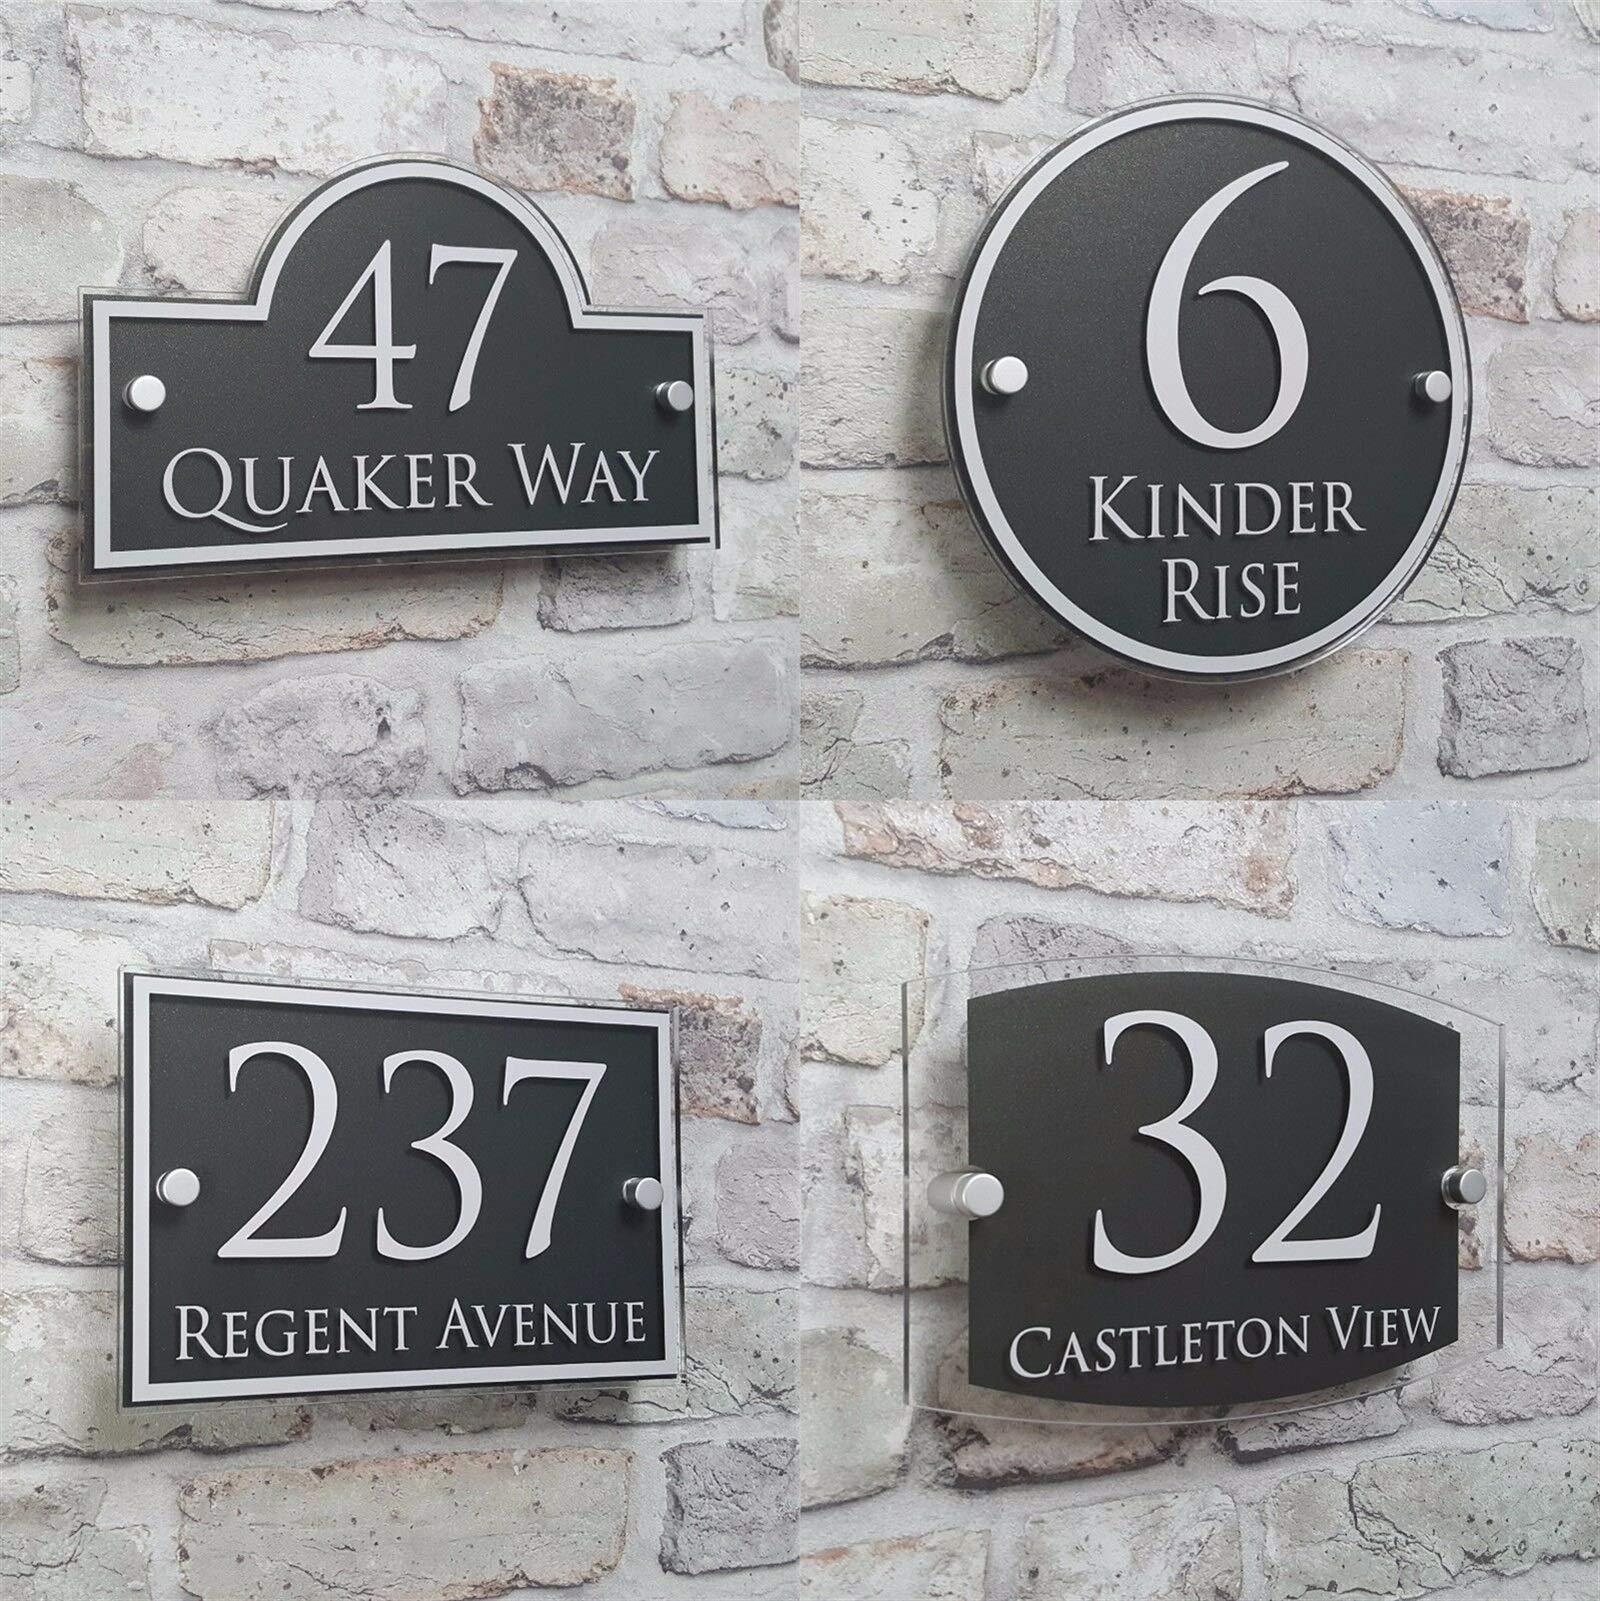 47
QUAKER WAY
6
KINDER
RISE
237
REGENT AVENUE
32
CASTLETON VIEW